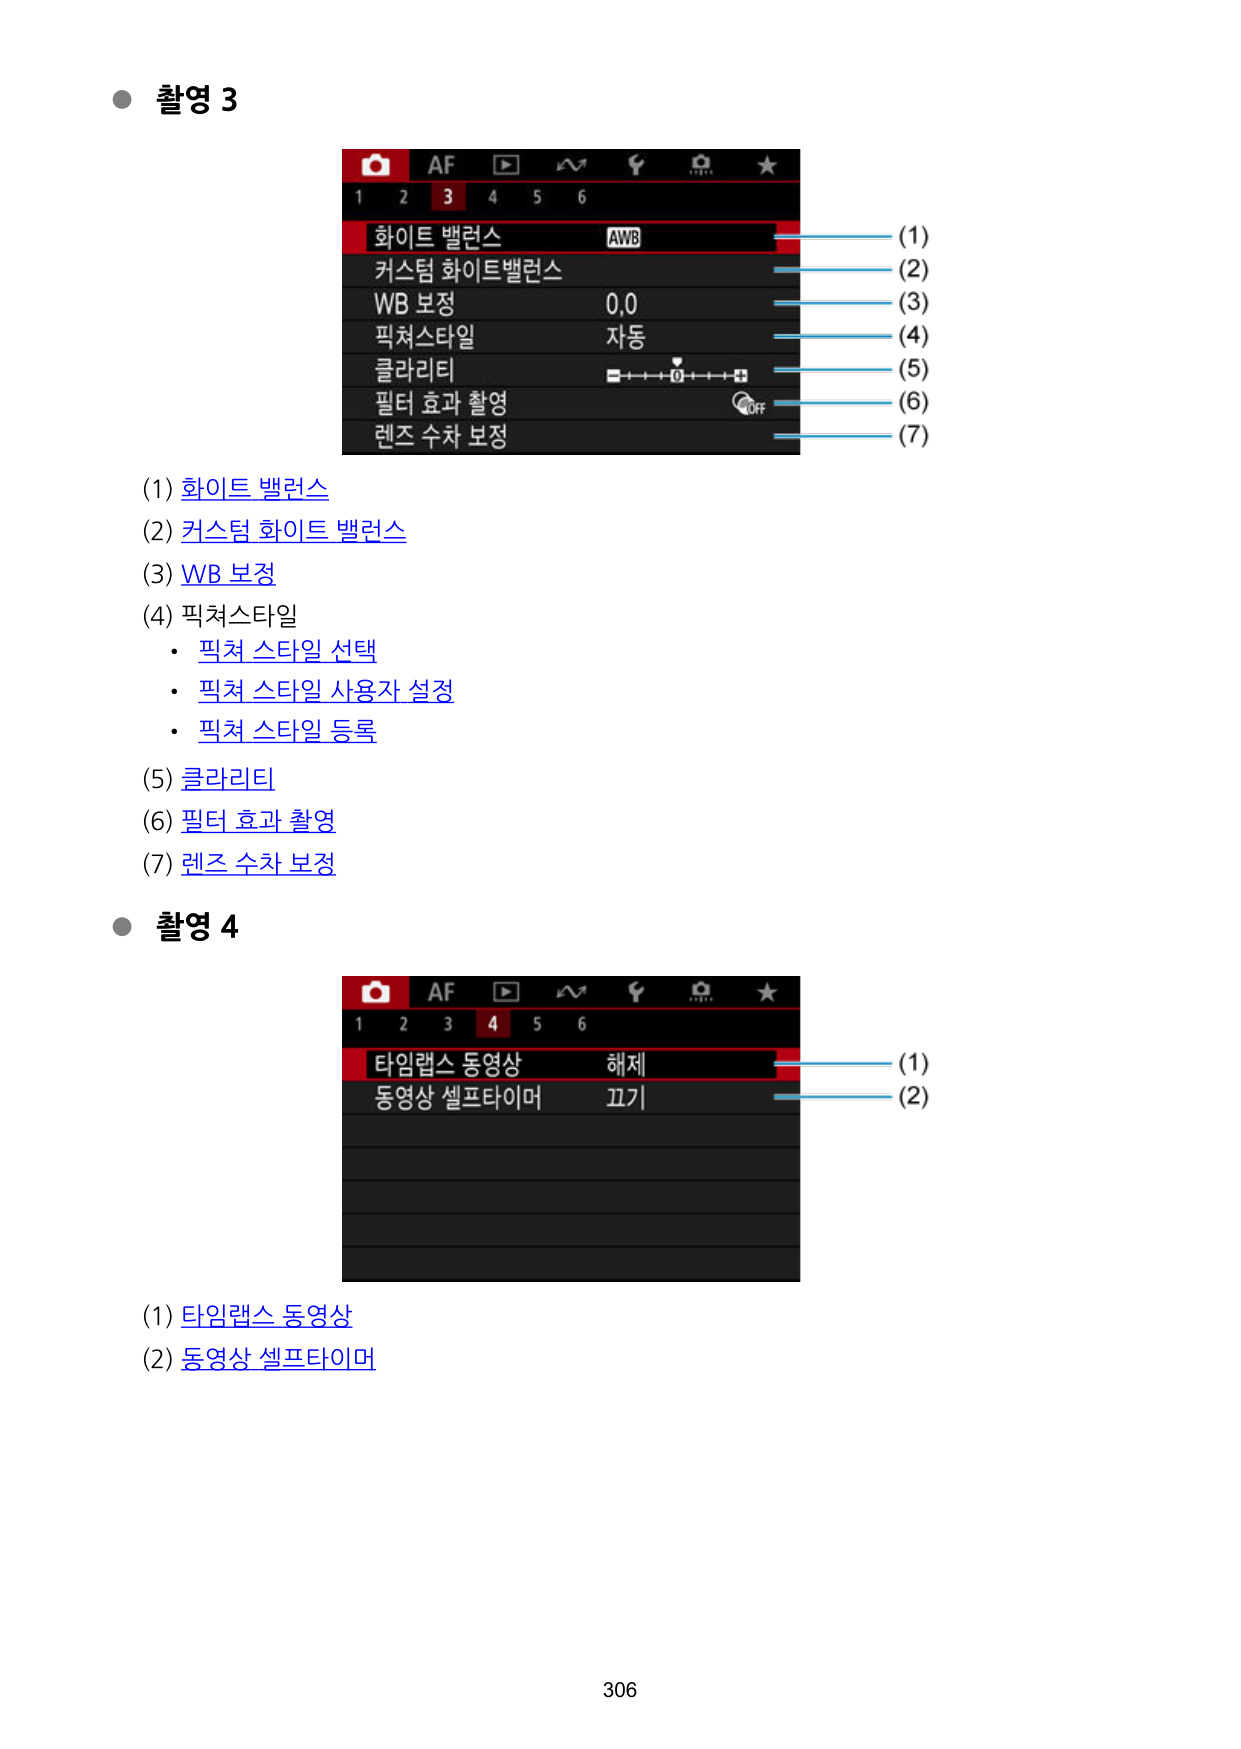 ● 촬영 3
AF
1 2 3 4 5 6
화이트 밸런스 AWB (1)
커스텀 화이트밸런스 (2)
WB 보정 0,0 (3)
픽쳐스타일 자동 (4)
클라리티 0 (5)
필터 효과 촬영 OFF (6)
렌즈 수차 보정 (7)
(1) 화이트 밸런스
(2) 커스텀 화이트 밸런스
(3) WB 보정
(4) 픽쳐스타일
• 픽쳐 스타일 선택
• 픽쳐 스타일 사용자 설정
• 픽쳐 스타일 등록
(5) 클라리티
(6) 필터 효과 촬영
(7) 렌즈 수차 보정
● 촬영 4
AF
1 2 3 4 5 6
타임랩스 동영상 해제 (1)
동영상 셀프타이머 끄기 (2)
(1) 타임랩스 동영상
(2) 동영상 셀프타이머
306